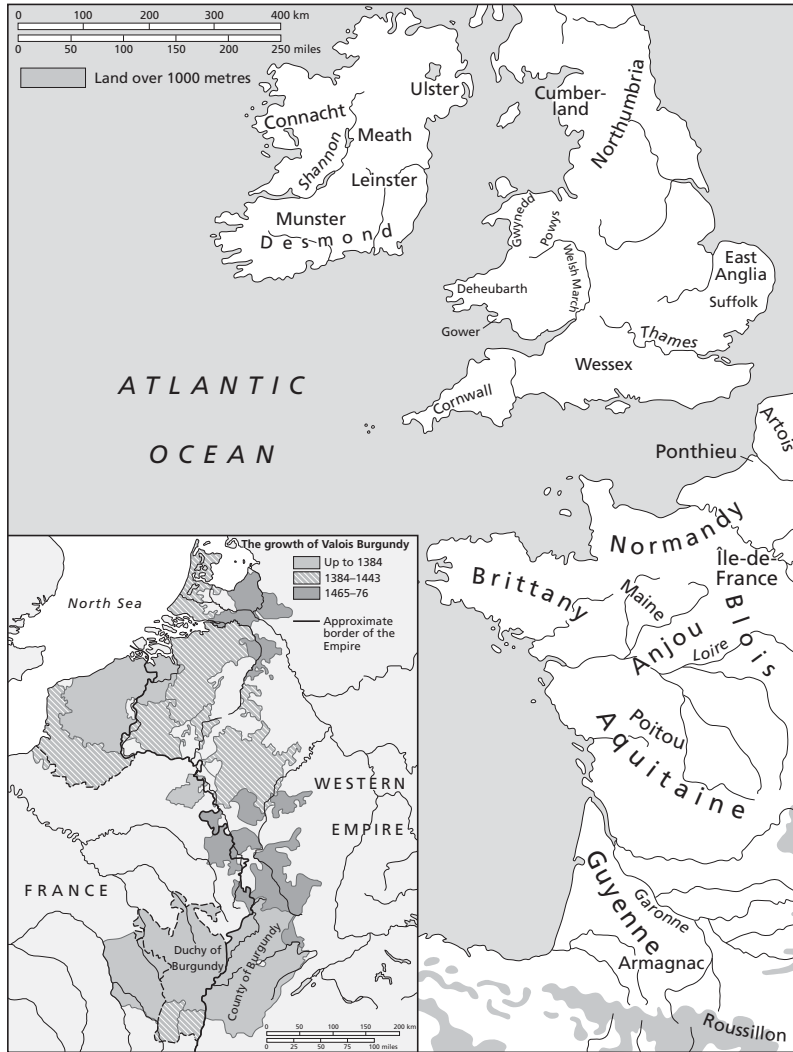 0 100 200 300 400 km
0 50 100 150 200 250 miles
Land over 1000 metres
Ulster
Connacht
Meath
Shannon
Leinster
Munster
Desmond
Cumber-
land
Northumbria
Gwynedd
Powys
Welsh March
Deheubarth
Gower
East
Anglia
Suffolk
Thames
Wessex
Cornwall
ATLANTIC
OCEAN
Artois
Ponthieu
Normandy
Île-de-
France
Brittany
Maine
Anjou
Blois
Loire
Poitou
Aquitaine
Guyenne
Garonne
Armagnac
Roussillon
The growth of Valois Burgundy
Up to 1384
1384–1443
1465–76
Approximate
border of the
Empire
North Sea
WESTERN
EMPIRE
FRANCE
Duchy of
Burgundy
County of Burgundy
0 50 100 150 200 km
0 25 50 75 100 miles